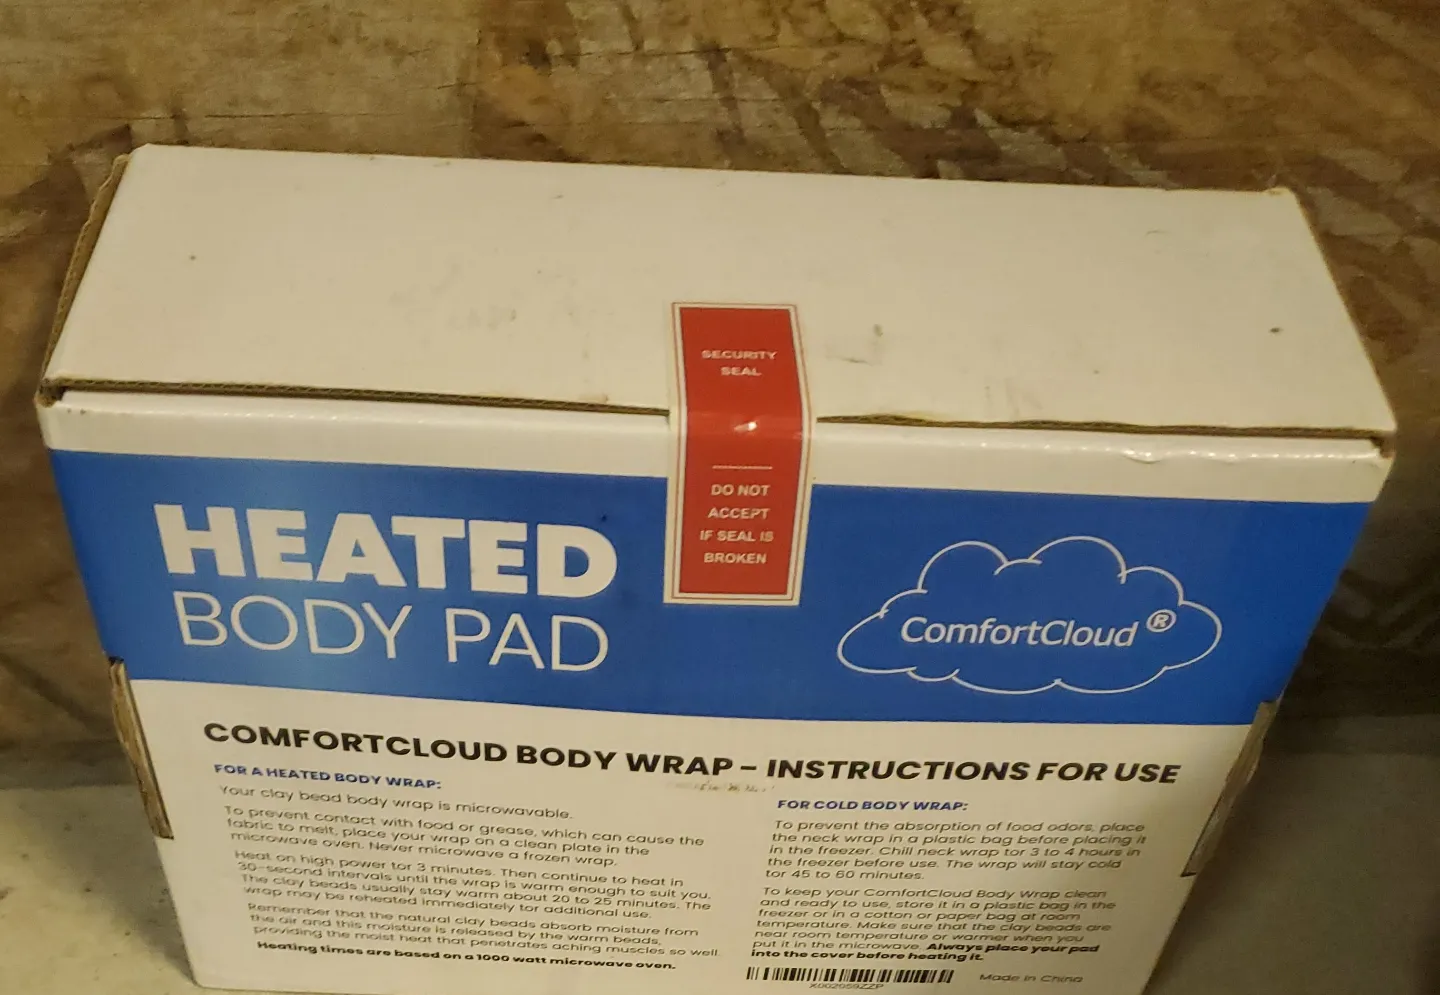 SECURITY
SEAL
DO NOT
ACCEPT
IF SEAL IS
BROKEN
HEATED
BODY PAD
ComfortCloud®
COMFORTCLOUD BODY WRAP – INSTRUCTIONS FOR USE
FOR A HEATED BODY WRAP:
Your clay bead body wrap is microwavable.
To prevent contact with food or grease, which can cause the
fabric to melt, place your wrap on a clean plate in the
microwave oven. Never microwave a frozen wrap.
Heat on high power tor 3 minutes. Then continue to heat in
30-second intervals until the wrap is warm enough to suit you.
The clay beads usually stay warm about 20 to 25 minutes. The
wrap may be reheated immediately tor additional use.
Remember that the natural clay beads absorb moisture from
the air and this moisture is released by the warm beads,
providing the moist heat that penetrates aching muscles so well.
Heating times are based on a 1000 watt microwave oven.
FOR COLD BODY WRAP:
To prevent the absorption of food odors, place
the neck wrap in a plastic bag before placing it
in the freezer. Chill neck wrap tor 3 to 4 hours in
the freezer before use. The wrap will stay cold
tor 45 to 60 minutes.
To keep your ComfortCloud Body Wrap clean
and ready to use, store it in a plastic bag in the
freezer or in a cotton or paper bag at room
temperature. Make sure that the clay beads are
near room temperature or warmer when you
put it in the microwave. Always place your pad
into the cover before heating it.
X002059ZZP
Made in China